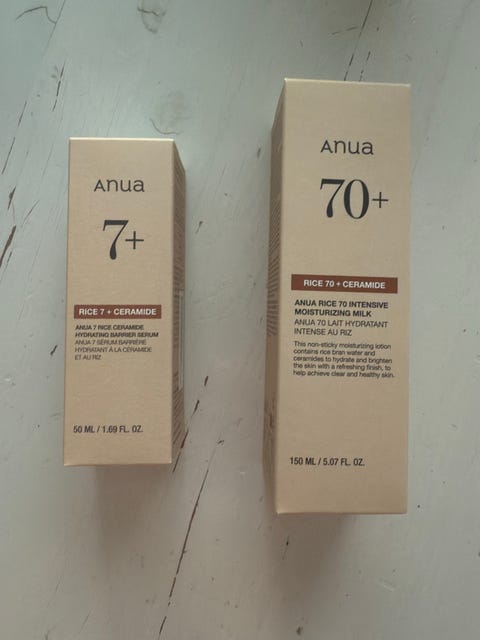 Anua
7+
RICE 7 + CERAMIDE
ANUA 7 RICE CERAMIDE
HYDRATING BARRIER SERUM
ANUA 7 SÉRUM BARRIÈRE
HYDRATANT À LA CÉRAMIDE
ET AU RIZ
50 ML / 1.69 FL. OZ.
Anua
70+
RICE 70 + CERAMIDE
ANUA RICE 70 INTENSIVE
MOISTURIZING MILK
ANUA 70 LAIT HYDRATANT
INTENSE AU RIZ
This non-sticky moisturizing lotion
contains rice bran water and
ceramides to hydrate and brighten
the skin with a refreshing finish, to
help achieve clear and healthy skin.
150 ML / 5.07 FL. OZ.